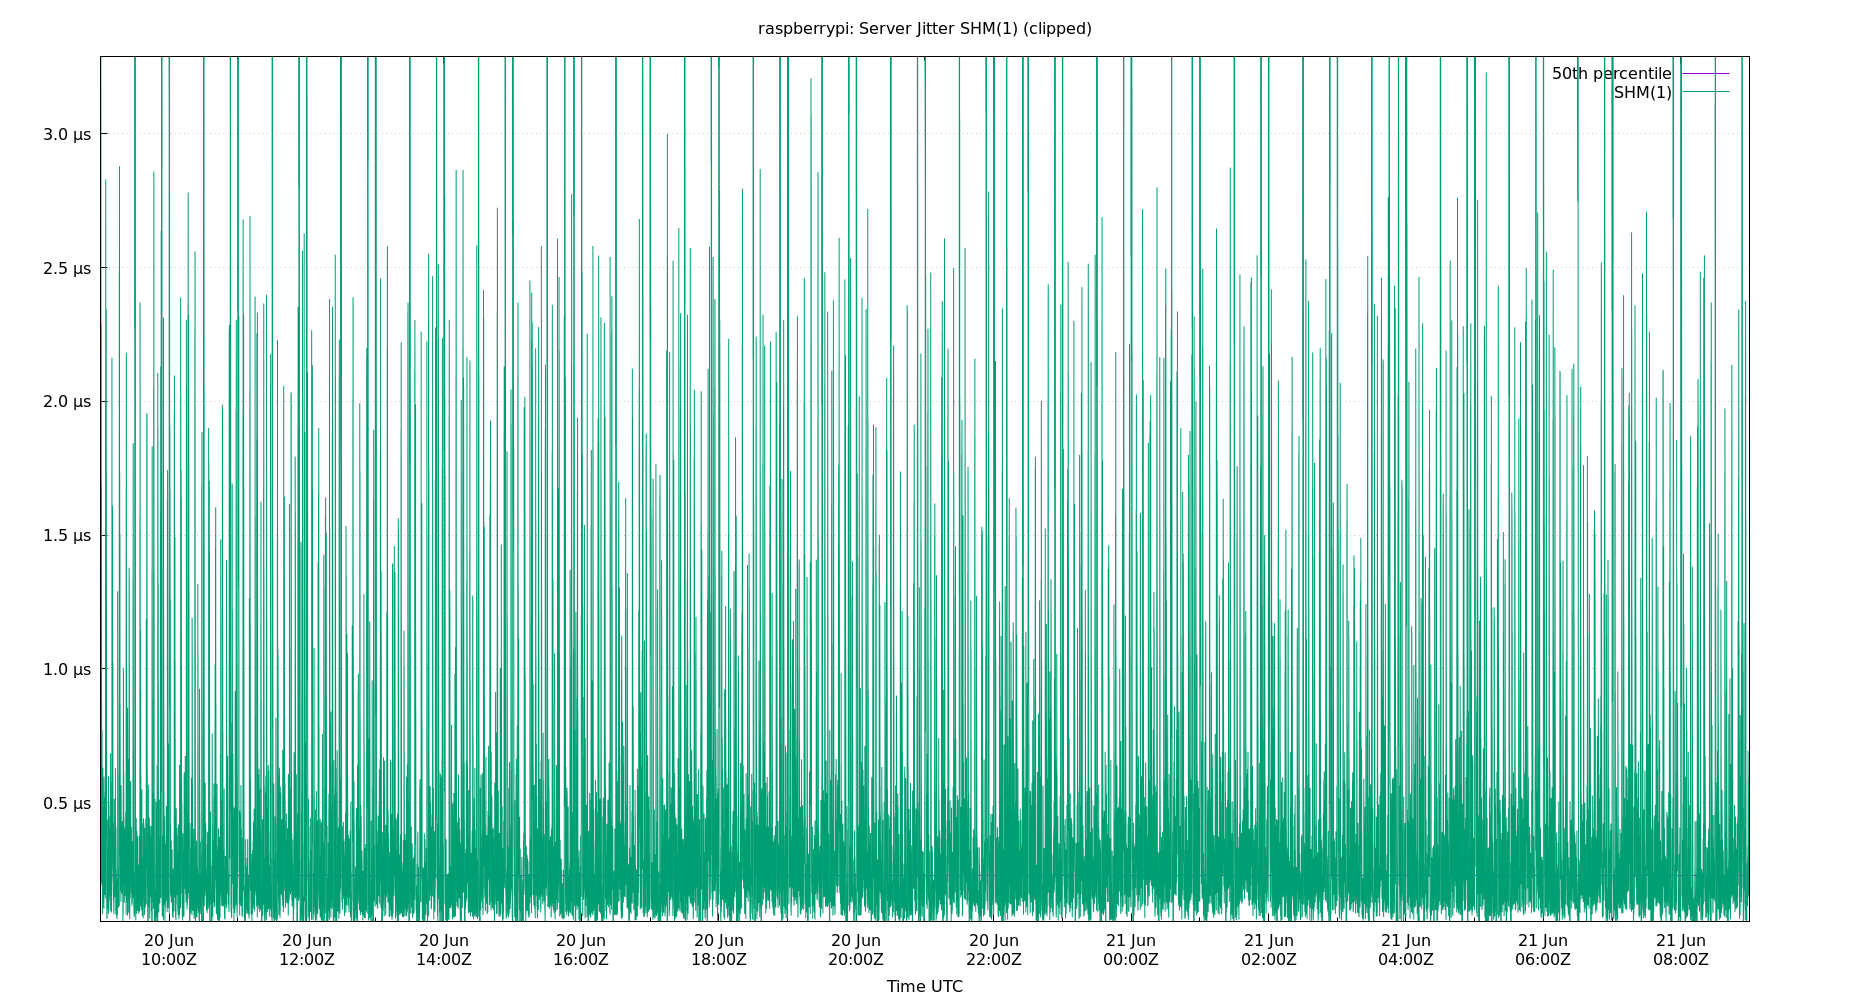 raspberrypi: Server Jitter SHM(1) (clipped)
50th percentile
SHM(1)
3.0 µs
2.5 µs
2.0 µs
1.5 µs
1.0 µs
0.5 µs
20 Jun 20 Jun 20 Jun 20 Jun 20 Jun 20 Jun 20 Jun 21 Jun 21 Jun 21 Jun 21 Jun 21 Jun
10:00Z 12:00Z 14:00Z 16:00Z 18:00Z 20:00Z 22:00Z 00:00Z 02:00Z 04:00Z 06:00Z 08:00Z
Time UTC